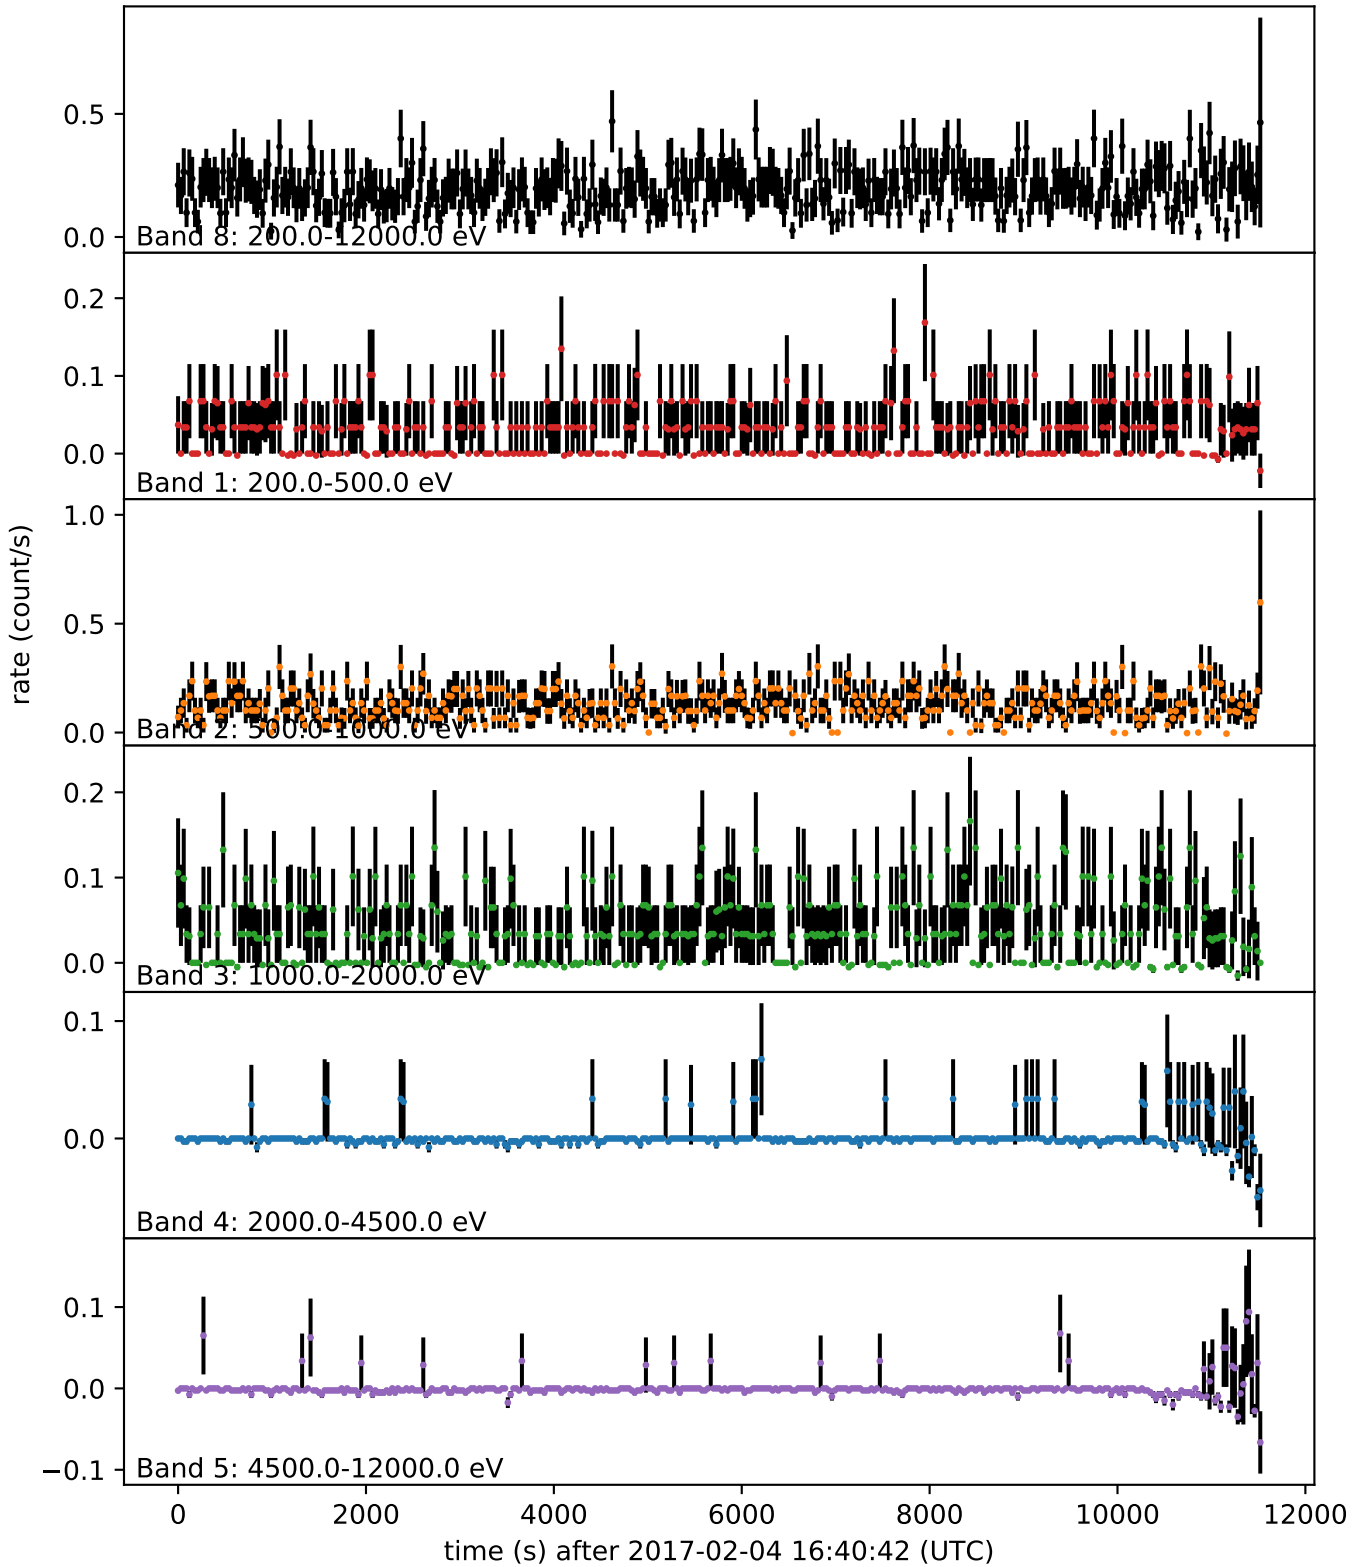 0.5
0.0
Band 8: 200.0-12000.0 eV
0.2
0.1
0.0
Band 1: 200.0-500.0 eV
1.0
0.5
0.0
Band 2: 500.0-1000.0 eV
rate (count/s)
0.2
0.1
0.0
Band 3: 1000.0-2000.0 eV
0.1
0.0
Band 4: 2000.0-4500.0 eV
0.1
0.0
−0.1
Band 5: 4500.0-12000.0 eV
0 2000 4000 6000 8000 10000 12000
time (s) after 2017-02-04 16:40:42 (UTC)